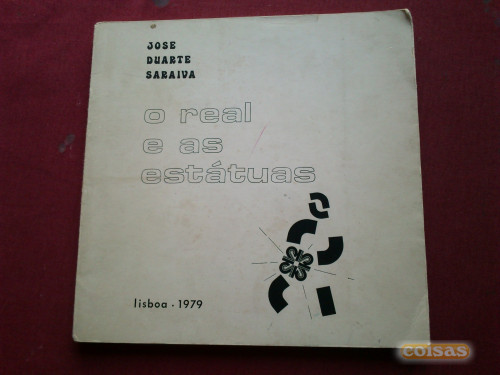 JOSE
DUARTE
SARAIVA
o real
e as
estátuas
lisboa · 1979
coisas